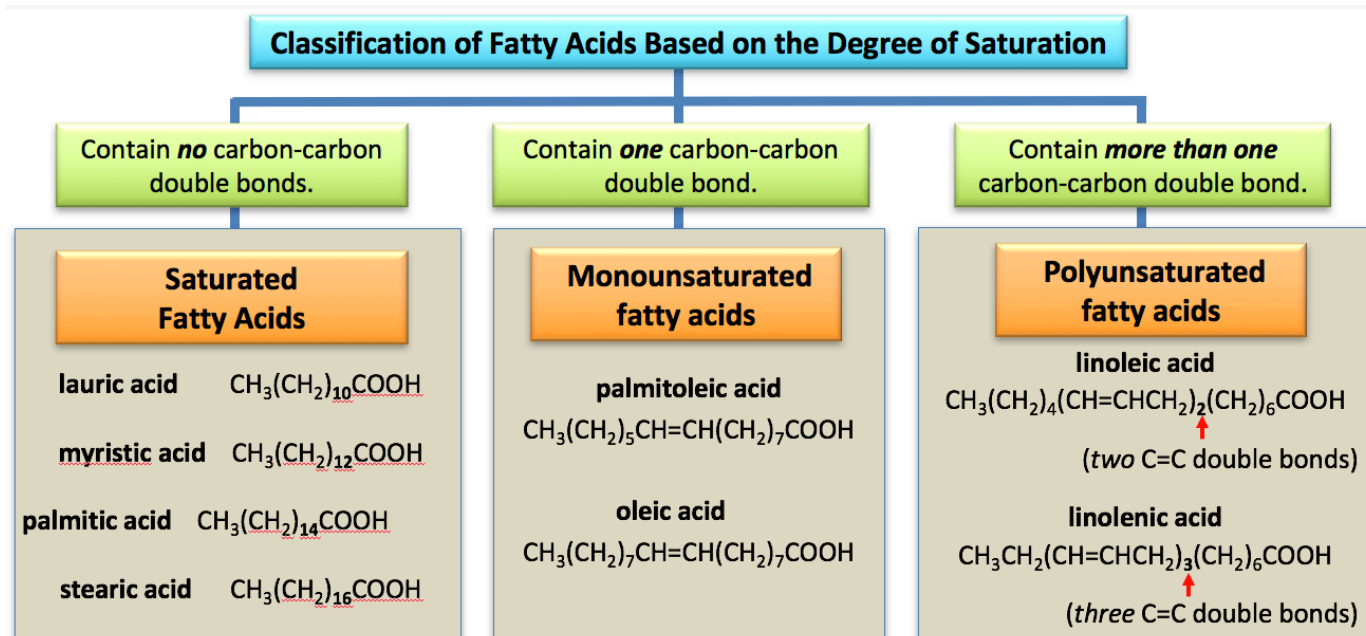 Classification of Fatty Acids Based on the Degree of Saturation
Contain no carbon-carbon
double bonds.
Saturated
Fatty Acids
lauric acid CH₃(CH₂)₁₀COOH
myristic acid CH₃(CH₂)₁₂COOH
palmitic acid CH₃(CH₂)₁₄COOH
stearic acid CH₃(CH₂)₁₆COOH
Contain one carbon-carbon
double bond.
Monounsaturated
fatty acids
palmitoleic acid
CH₃(CH₂)₅CH=CH(CH₂)₇COOH
oleic acid
CH₃(CH₂)₇CH=CH(CH₂)₇COOH
Contain more than one
carbon-carbon double bond.
Polyunsaturated
fatty acids
linoleic acid
CH₃(CH₂)₄(CH=CHCH₂)₂(CH₂)₆COOH
(two C=C double bonds)
linolenic acid
CH₃CH₂(CH=CHCH₂)₃(CH₂)₆COOH
(three C=C double bonds)